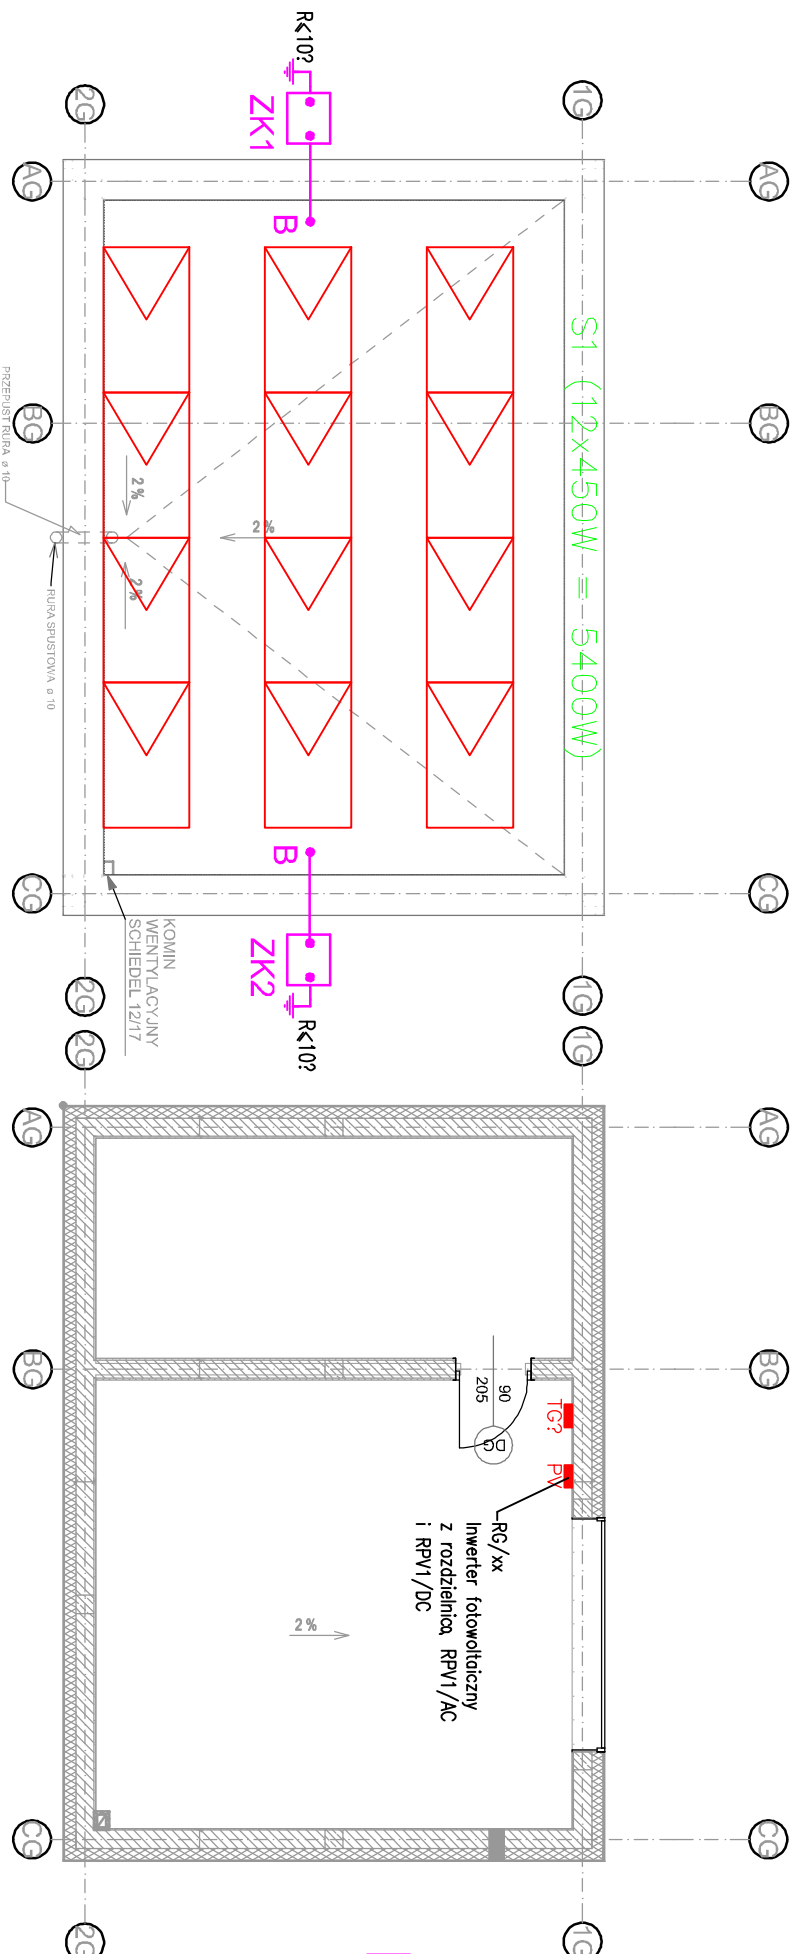 R<10?
ZK1
B
2G
1G
AG
AG
S1 (12x450W = 5400W)
BG
BG
PRZEPUST RURA ø 10
2%
2%
2%
RURA SPUSTOWA ø 10
B
ZK2
R<10?
CG
CG
KOMIN
WENTYLACYJNY
SCHIEDEL 12/17
2G
1G
2G
1G
AG
AG
BG
BG
90
205
DG
TG?
PV
RG/xx
Inwerter fotowoltaiczny
z rozdzielnicą RPV1/AC
i RPV1/DC
2%
CG
CG
2G
1G